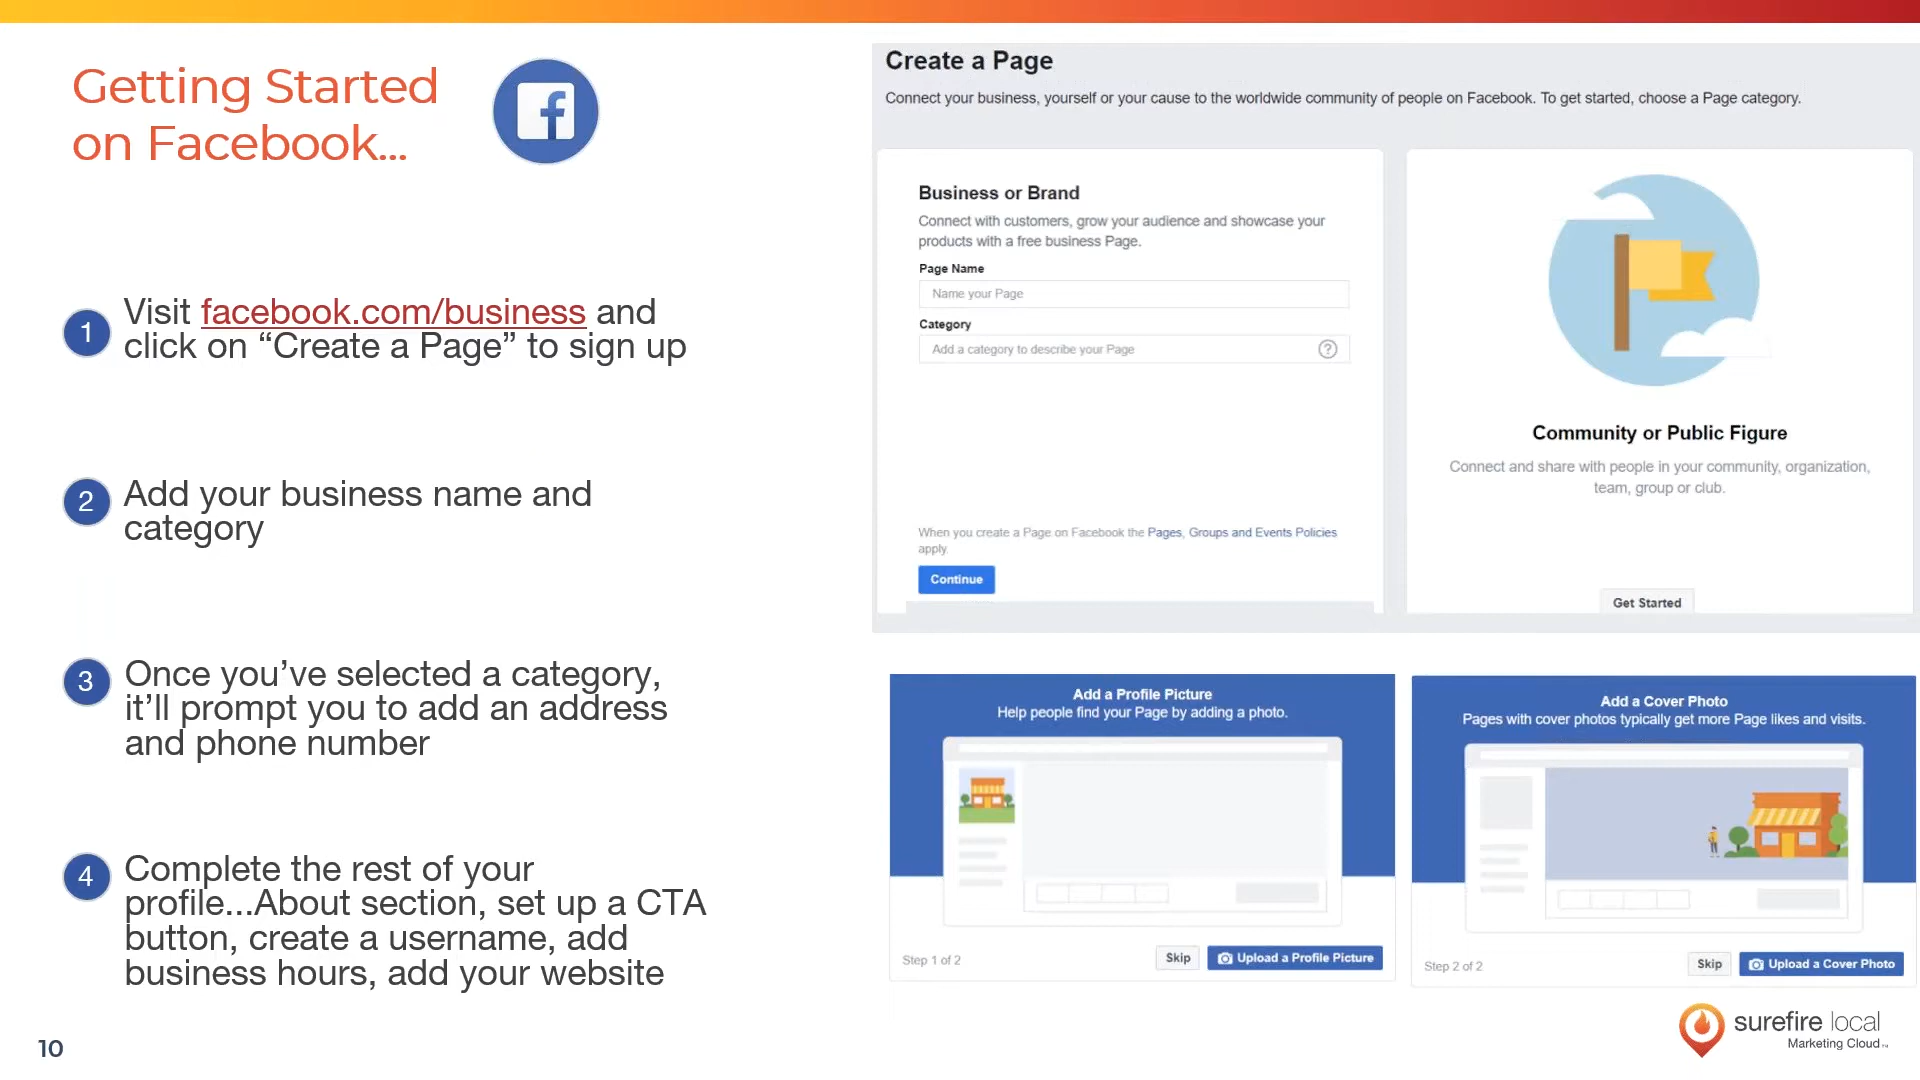 Getting Started
on Facebook...
1
Visit facebook.com/business and
click on “Create a Page” to sign up
2
Add your business name and
category
3
Once you’ve selected a category,
it’ll prompt you to add an address
and phone number
4
Complete the rest of your
profile...About section, set up a CTA
button, create a username, add
business hours, add your website
10
Create a Page
Connect your business, yourself or your cause to the worldwide community of people on Facebook. To get started, choose a Page category.
Business or Brand
Connect with customers, grow your audience and showcase your
products with a free business Page.
Page Name
Name your Page
Category
Add a category to describe your Page
?
When you create a Page on Facebook the Pages, Groups and Events Policies
apply.
Continue
Community or Public Figure
Connect and share with people in your community, organization,
team, group or club.
Get Started
Add a Profile Picture
Help people find your Page by adding a photo.
Step 1 of 2
Skip
Upload a Profile Picture
Add a Cover Photo
Pages with cover photos typically get more Page likes and visits.
Step 2 of 2
Skip
Upload a Cover Photo
surefire local
Marketing Cloud